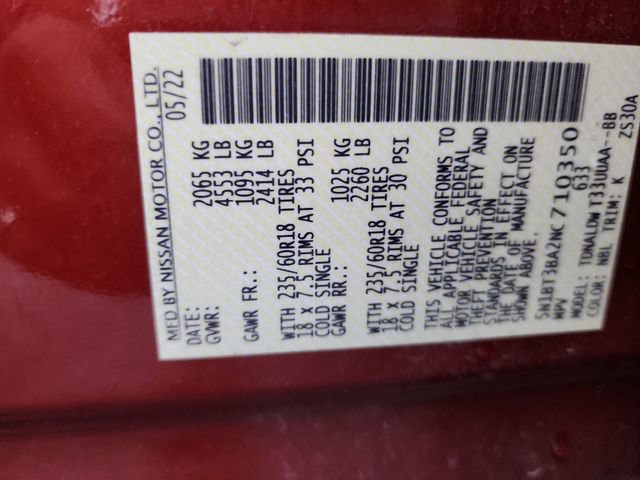 MFD BY NISSAN MOTOR CO., LTD.
DATE: 05/22
GVWR: 2065 KG
4553 LB
GAWR FR.: 1095 KG
2414 LB
WITH 235/60R18 TIRES
18 X 7.5 RIMS AT 33 PSI
COLD SINGLE
GAWR RR.: 1025 KG
2260 LB
WITH 235/60R18 TIRES
18 X 7.5 RIMS AT 30 PSI
COLD SINGLE
THIS VEHICLE CONFORMS TO
ALL APPLICABLE FEDERAL
MOTOR VEHICLE SAFETY AND
THEFT PREVENTION
STANDARDS IN EFFECT ON
THE DATE OF MANUFACTURE
SHOWN ABOVE.
5N1BT3BA2NC710350
MPV 633
MODEL: TDNALOW T33UUAA--BB
COLOR: NBL TRIM: K
ZS30A